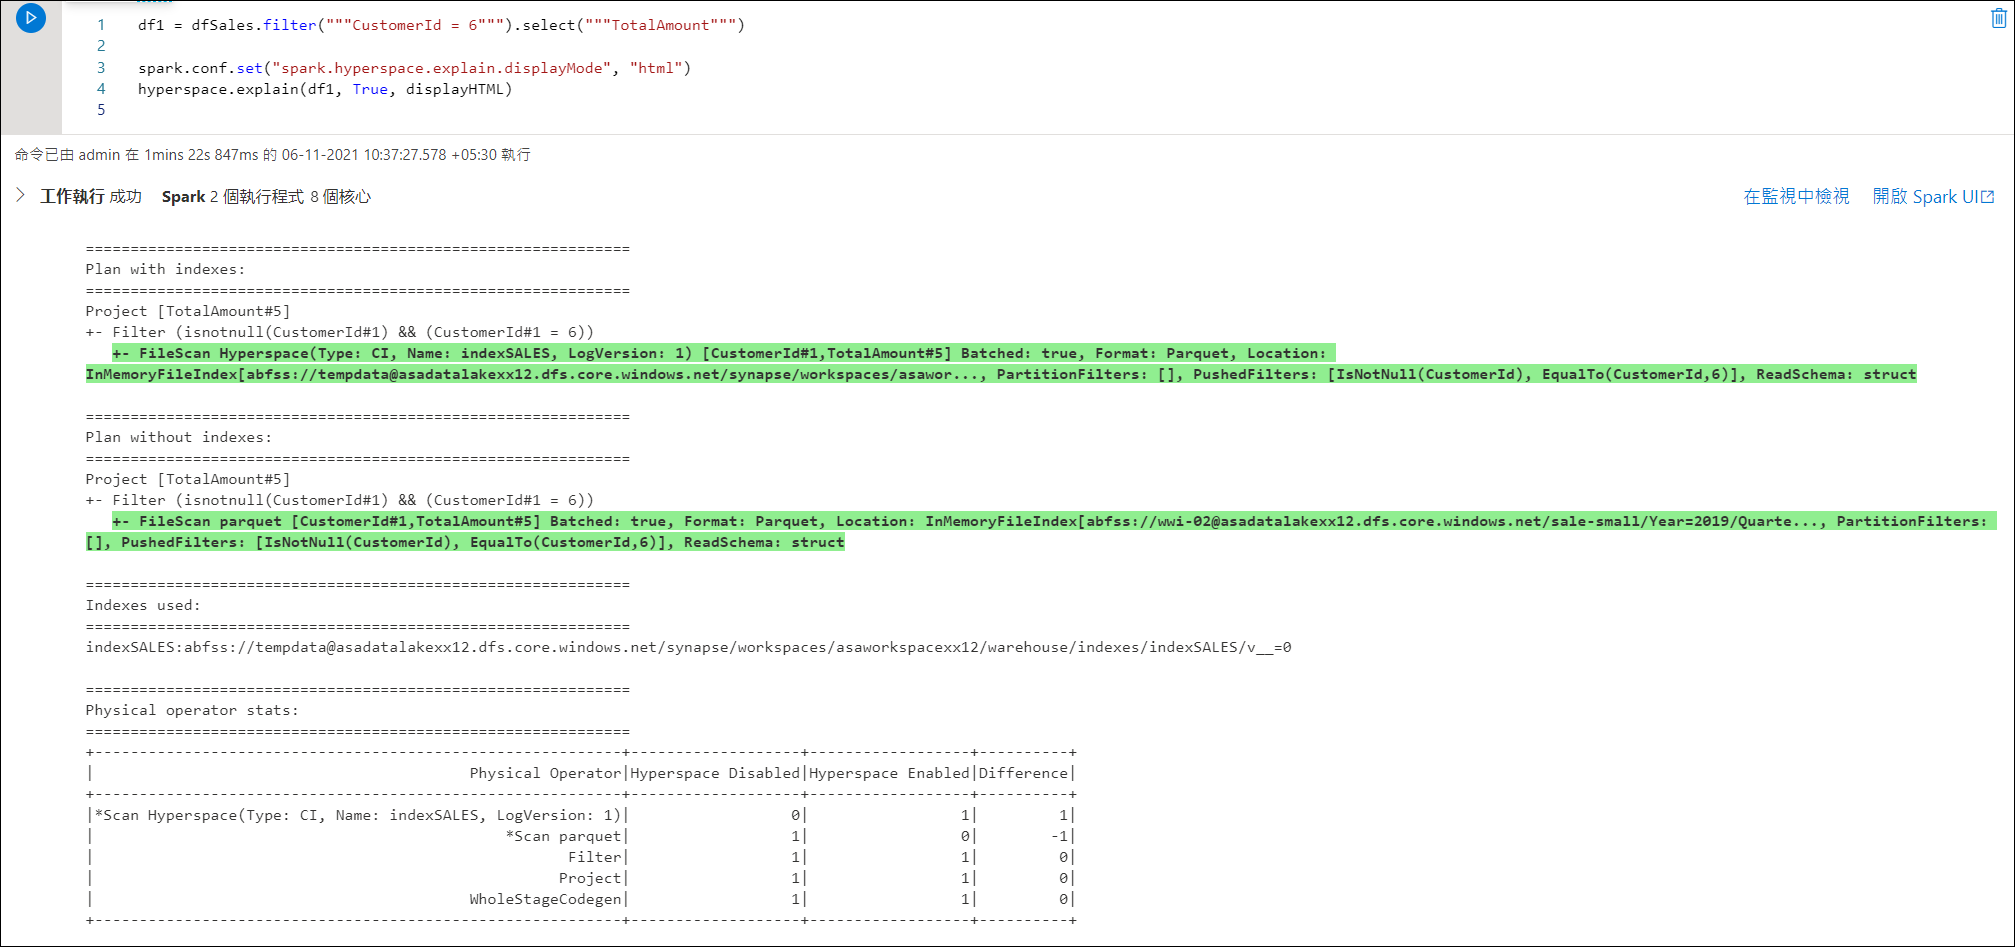 1 df1 = dfSales.filter("""CustomerId = 6""").select("""TotalAmount""")
2
3 spark.conf.set("spark.hyperspace.explain.displayMode", "html")
4 hyperspace.explain(df1, True, displayHTML)
5
命令已由 admin 在 1mins 22s 847ms 的 06-11-2021 10:37:27.578 +05:30 執行
工作執行 成功 Spark 2 個執行程式 8 個核心 在監視中檢視 開啟 Spark UI
=============================================================
Plan with indexes:
=============================================================
Project [TotalAmount#5]
+- Filter (isnotnull(CustomerId#1) && (CustomerId#1 = 6))
+- FileScan Hyperspace(Type: CI, Name: indexSALES, LogVersion: 1) [CustomerId#1,TotalAmount#5] Batched: true, Format: Parquet, Location:
InMemoryFileIndex[abfss://tempdata@asadatalakexx12.dfs.core.windows.net/synapse/workspaces/asawor..., PartitionFilters: [], PushedFilters: [IsNotNull(CustomerId), EqualTo(CustomerId,6)], ReadSchema: struct
=============================================================
Plan without indexes:
=============================================================
Project [TotalAmount#5]
+- Filter (isnotnull(CustomerId#1) && (CustomerId#1 = 6))
+- FileScan parquet [CustomerId#1,TotalAmount#5] Batched: true, Format: Parquet, Location: InMemoryFileIndex[abfss://wwi-02@asadatalakexx12.dfs.core.windows.net/sale-small/Year=2019/Quarte..., PartitionFilters:
[], PushedFilters: [IsNotNull(CustomerId), EqualTo(CustomerId,6)], ReadSchema: struct
=============================================================
Indexes used:
=============================================================
indexSALES:abfss://tempdata@asadatalakexx12.dfs.core.windows.net/synapse/workspaces/asaworkspacexx12/warehouse/indexes/indexSALES/v__=0
=============================================================
Physical operator stats:
=============================================================
+-----------------------------------------------------------+-------------------+------------------+----------+
| Physical Operator|Hyperspace Disabled|Hyperspace Enabled|Difference|
+-----------------------------------------------------------+-------------------+------------------+----------+
|*Scan Hyperspace(Type: CI, Name: indexSALES, LogVersion: 1)| 0| 1| 1|
| *Scan parquet| 1| 0| -1|
| Filter| 1| 1| 0|
| Project| 1| 1| 0|
| WholeStageCodegen| 1| 1| 0|
+-----------------------------------------------------------+-------------------+------------------+----------+